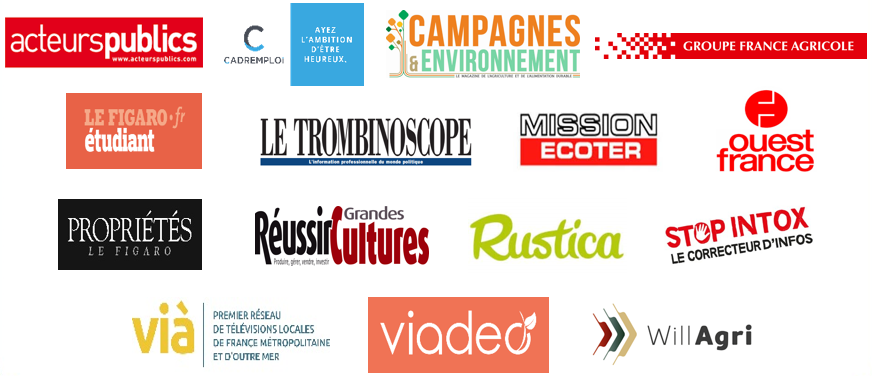 acteurspublics
www.acteurspublics.com
CADREMPLOI
AYEZ
L'AMBITION
D'ÊTRE
HEUREUX.
CAMPAGNES
& ENVIRONNEMENT
LE MAGAZINE DE L'AGRICULTURE ET DE L'ALIMENTATION DURABLE
GROUPE FRANCE AGRICOLE
LE FIGARO·fr
étudiant
LE TROMBINOSCOPE
L'information professionnelle du monde politique
MISSION
ECOTER
ouest
france
PROPRIÉTÉS
LE FIGARO
Réussir Grandes
Cultures
Produire, gérer, vendre, investir
Rustica
STOP INTOX
LE CORRECTEUR D'INFOS
vià
PREMIER RÉSEAU
DE TÉLÉVISIONS LOCALES
DE FRANCE MÉTROPOLITAINE
ET D'OUTRE MER
viadeo
WillAgri